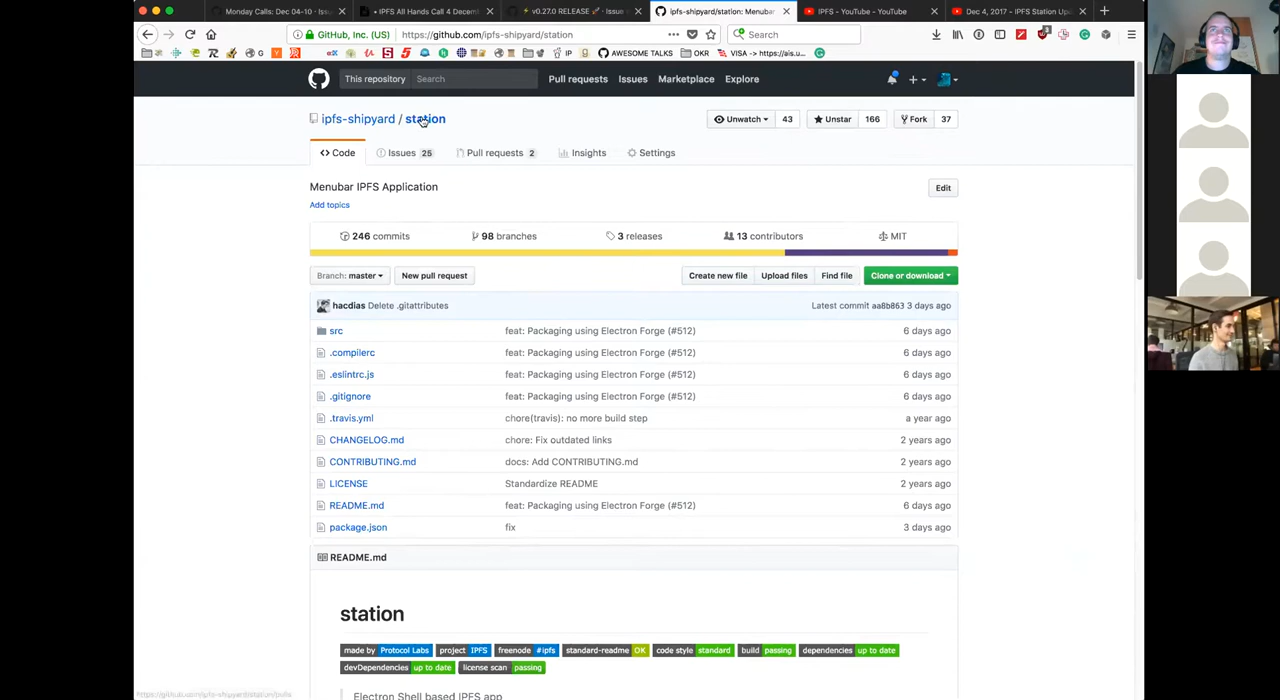 Monday Calls: Dec 04-10 - Issue
• IPFS All Hands Call 4 Decemb
⚡ v0.27.0 RELEASE 🚀 - Issue
ipfs-shipyard/station: Menubar
IPFS - YouTube - YouTube
Dec 4, 2017 - IPFS Station Up
GitHub, Inc. (US) https://github.com/ipfs-shipyard/station Search
G IP AWESOME TALKS OKR VISA -> https://ais.u...
This repository Search Pull requests Issues Marketplace Explore
ipfs-shipyard / station Unwatch 43 Unstar 166 Fork 37
Code Issues 25 Pull requests 2 Insights Settings
Menubar IPFS Application Edit
Add topics
246 commits 98 branches 3 releases 13 contributors MIT
Branch: master New pull request Create new file Upload files Find file Clone or download
hacdias Delete .gitattributes Latest commit aa8b863 3 days ago
src feat: Packaging using Electron Forge (#512) 6 days ago
.compilerc feat: Packaging using Electron Forge (#512) 6 days ago
.eslintrc.js feat: Packaging using Electron Forge (#512) 6 days ago
.gitignore feat: Packaging using Electron Forge (#512) 6 days ago
.travis.yml chore(travis): no more build step a year ago
CHANGELOG.md chore: Fix outdated links 2 years ago
CONTRIBUTING.md docs: Add CONTRIBUTING.md 2 years ago
LICENSE Standardize README 2 years ago
README.md feat: Packaging using Electron Forge (#512) 6 days ago
package.json fix 3 days ago
README.md
station
made by Protocol Labs project IPFS freenode #ipfs standard-readme OK code style standard build passing dependencies up to date
devDependencies up to date license scan passing
Electron Shell based IPFS app
https://github.com/ipfs-shipyard/station/pulls